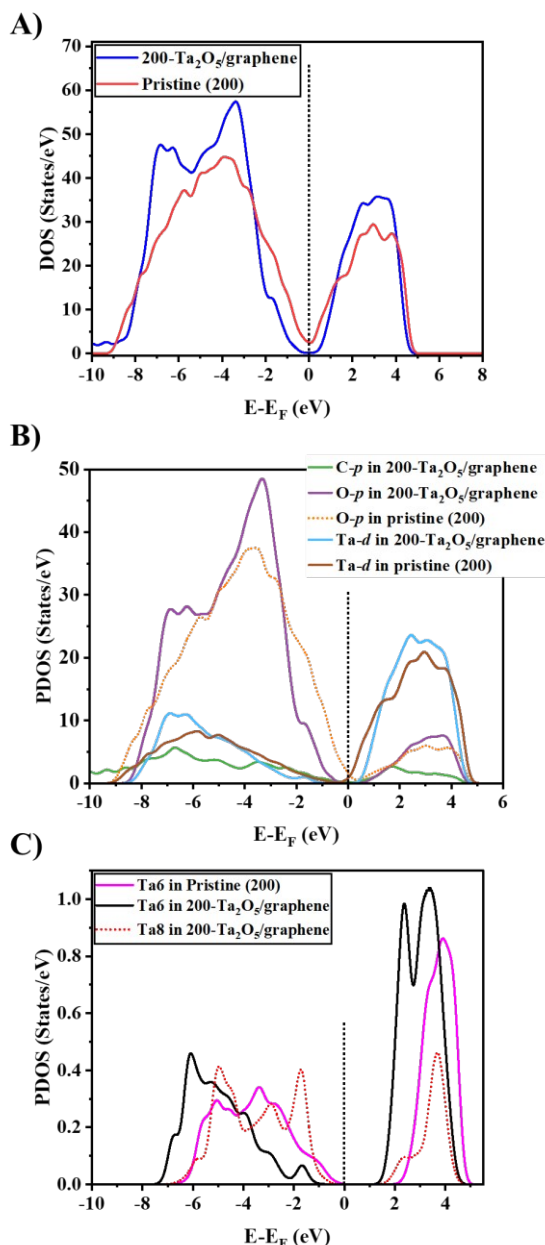 A)
200-Ta₂O₅/graphene
Pristine (200)
DOS (States/eV)
70
60
50
40
30
20
10
0
-10 -8 -6 -4 -2 0 2 4 6 8
E-E_F (eV)
B)
C-p in 200-Ta₂O₅/graphene
O-p in 200-Ta₂O₅/graphene
O-p in pristine (200)
Ta-d in 200-Ta₂O₅/graphene
Ta-d in pristine (200)
PDOS (States/eV)
50
40
30
20
10
0
-10 -8 -6 -4 -2 0 2 4 6
E-E_F (eV)
C)
Ta6 in Pristine (200)
Ta6 in 200-Ta₂O₅/graphene
Ta8 in 200-Ta₂O₅/graphene
PDOS (States/eV)
1.0
0.8
0.6
0.4
0.2
0.0
-10 -8 -6 -4 -2 0 2 4
E-E_F (eV)